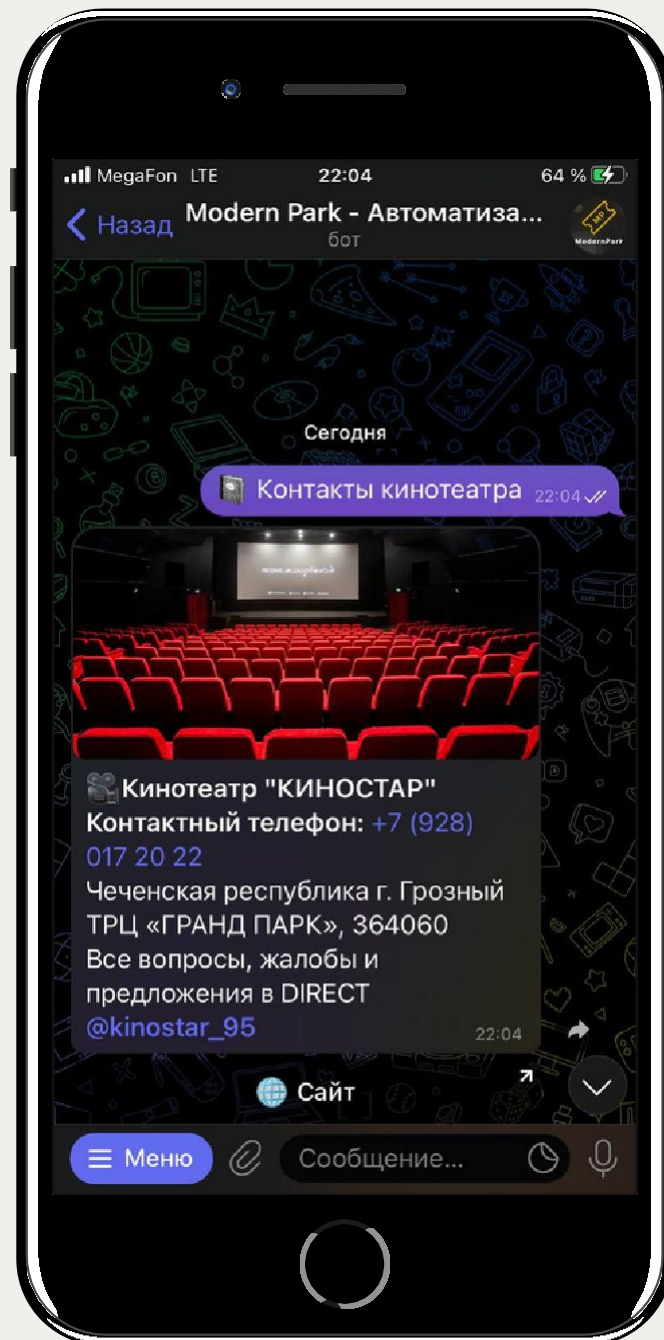 MegaFon LTE 22:04 64 %
Назад Modern Park - Автоматиза...
бот
MP
ModernPark
Сегодня
Контакты кинотеатра 22:04
Кинотеатр "КИНОСТАР"
Контактный телефон: +7 (928)
017 20 22
Чеченская республика г. Грозный
ТРЦ «ГРАНД ПАРК», 364060
Все вопросы, жалобы и
предложения в DIRECT
@kinostar_95 22:04
Сайт
Меню Сообщение...